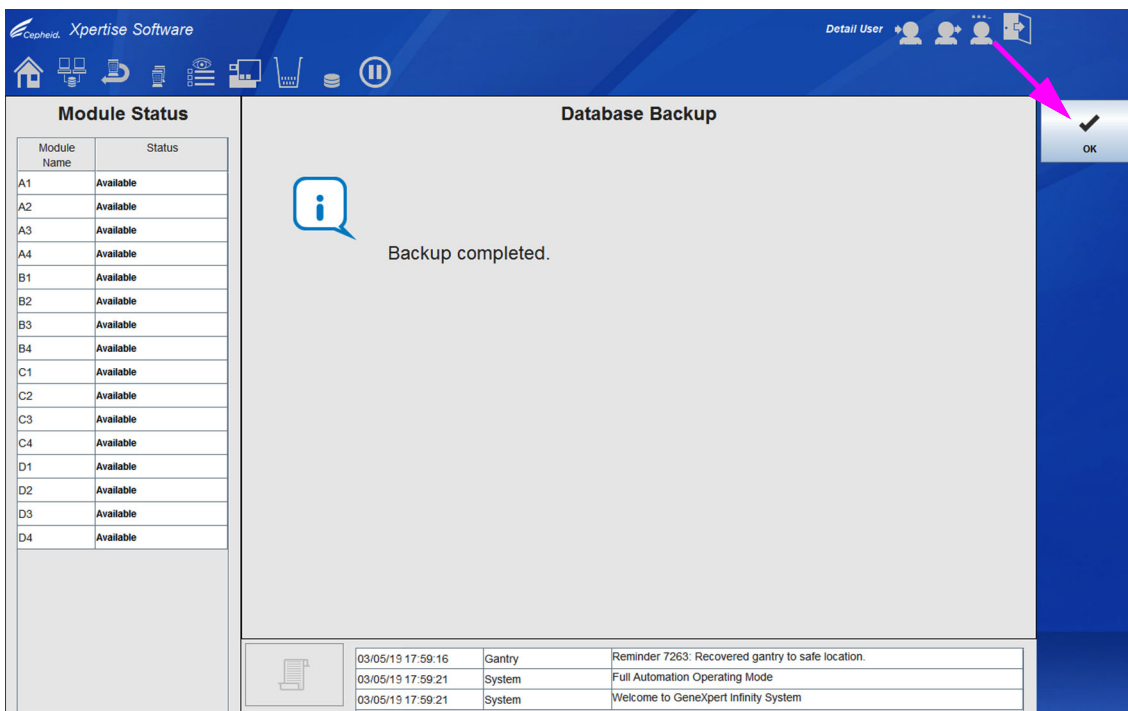 Cepheid. Xpertise Software
Detail User
Module Status
Database Backup
OK
Module Name Status
A1 Available
A2 Available
A3 Available
A4 Available
B1 Available
B2 Available
B3 Available
B4 Available
C1 Available
C2 Available
C3 Available
C4 Available
D1 Available
D2 Available
D3 Available
D4 Available
Backup completed.
03/05/19 17:59:16 Gantry Reminder 7263: Recovered gantry to safe location.
03/05/19 17:59:21 System Full Automation Operating Mode
03/05/19 17:59:21 System Welcome to GeneXpert Infinity System